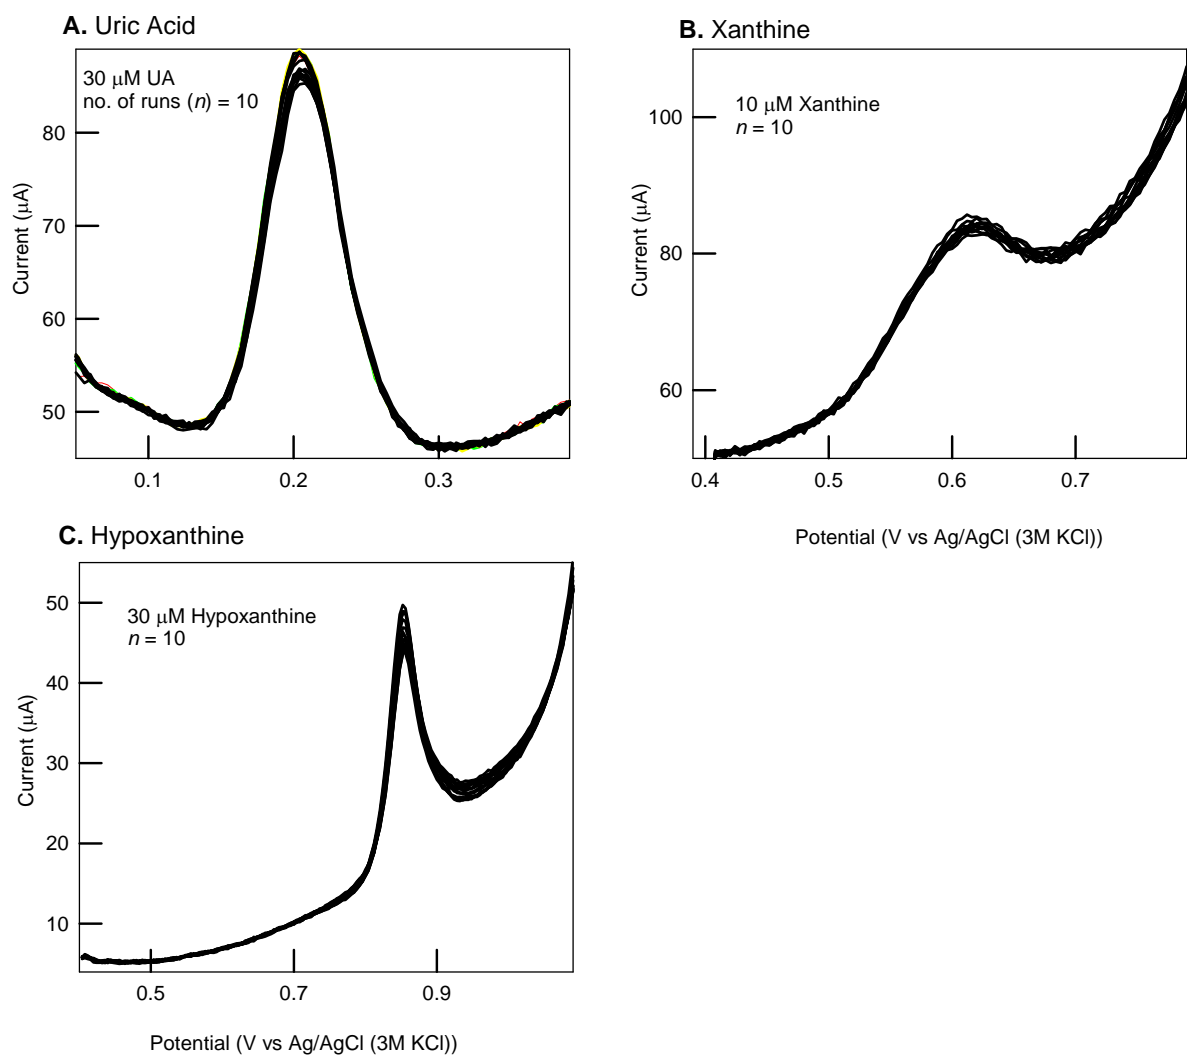 A. Uric Acid
30 μM UA
no. of runs (n) = 10
80
70
60
50
Current (μA)
0.1 0.2 0.3
B. Xanthine
10 μM Xanthine
n = 10
100
80
60
Current (μA)
0.4 0.5 0.6 0.7
Potential (V vs Ag/AgCl (3M KCl))
C. Hypoxanthine
30 μM Hypoxanthine
n = 10
50
40
30
20
10
Current (μA)
0.5 0.7 0.9
Potential (V vs Ag/AgCl (3M KCl))